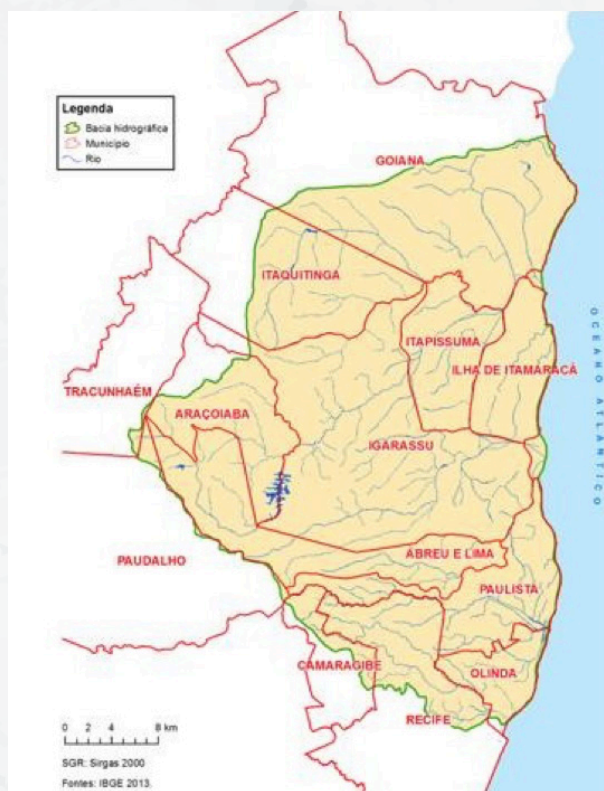 Legenda
Bacia hidrográfica
Município
Rio
GOIANA
ITAQUITINGA
ITAPISSUMA
ILHA DE ITAMARACÁ
TRACUNHAÉM
ARAÇOIABA
IGARASSU
OCEANO ATLÂNTICO
PAUDALHO
ABREU E LIMA
PAULISTA
CAMARAGIBE
OLINDA
RECIFE
0 2 4 8 km
SGR: Sirgas 2000
Fontes: IBGE 2013.